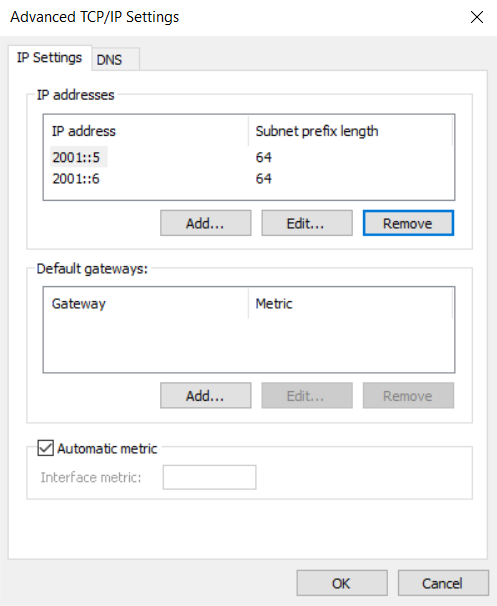 Advanced TCP/IP Settings
IP Settings DNS
IP addresses
IP address Subnet prefix length
2001::5 64
2001::6 64
Add... Edit... Remove
Default gateways:
Gateway Metric
Add... Edit... Remove
Automatic metric
Interface metric:
OK Cancel